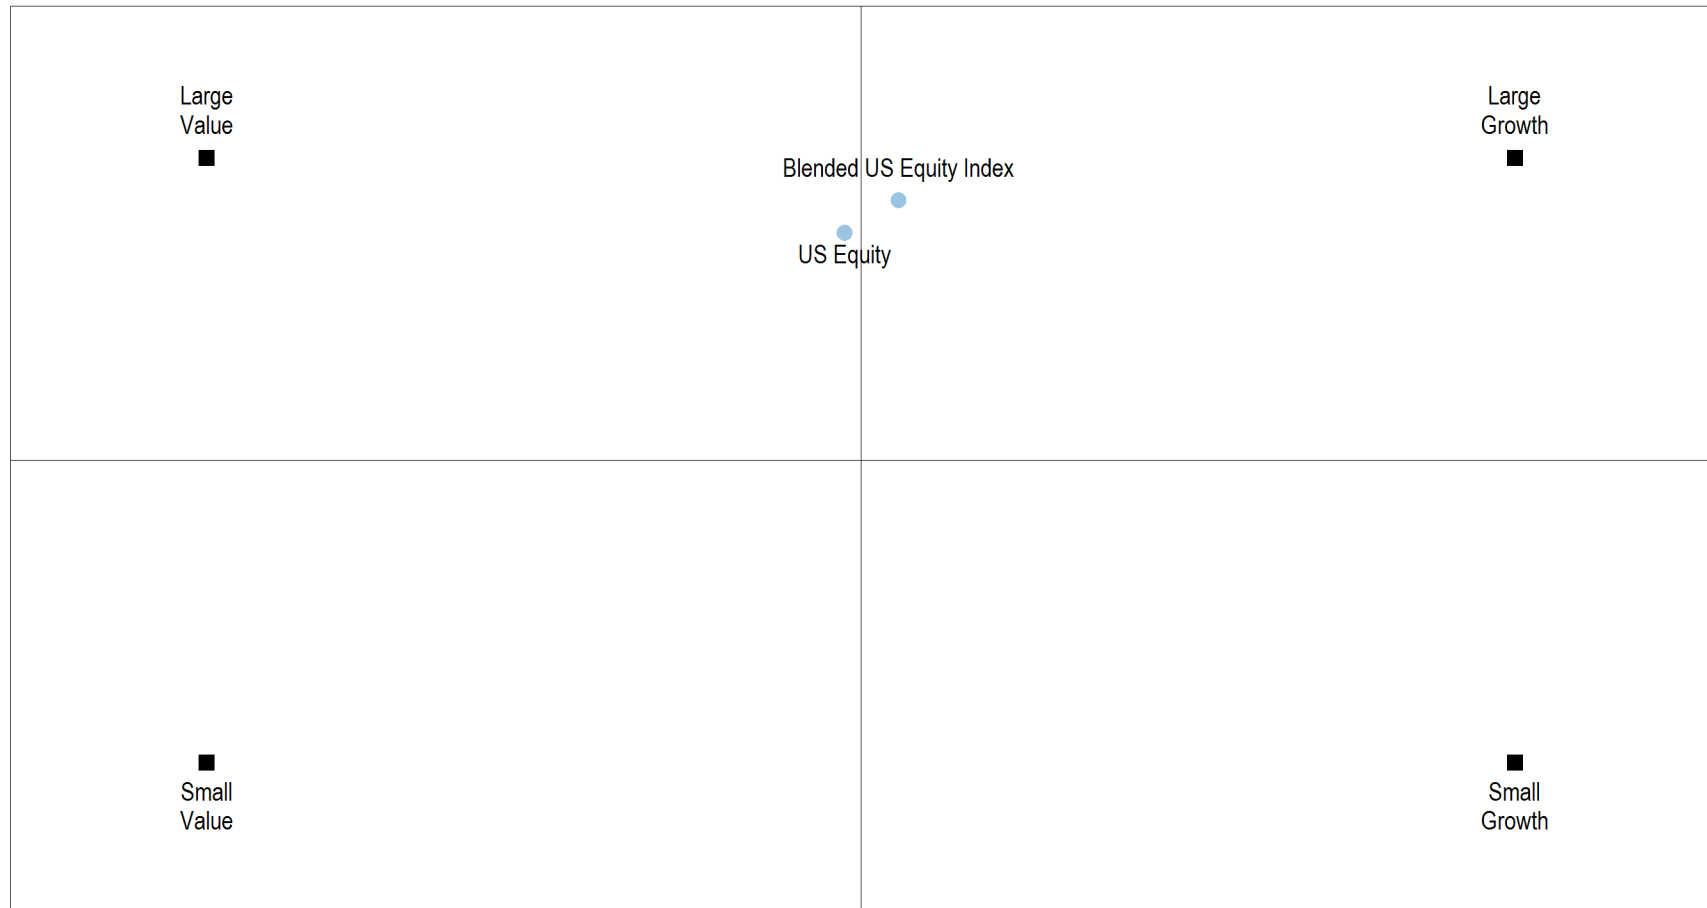 Large
Value
Large
Growth
Blended US Equity Index
US Equity
Small
Value
Small
Growth